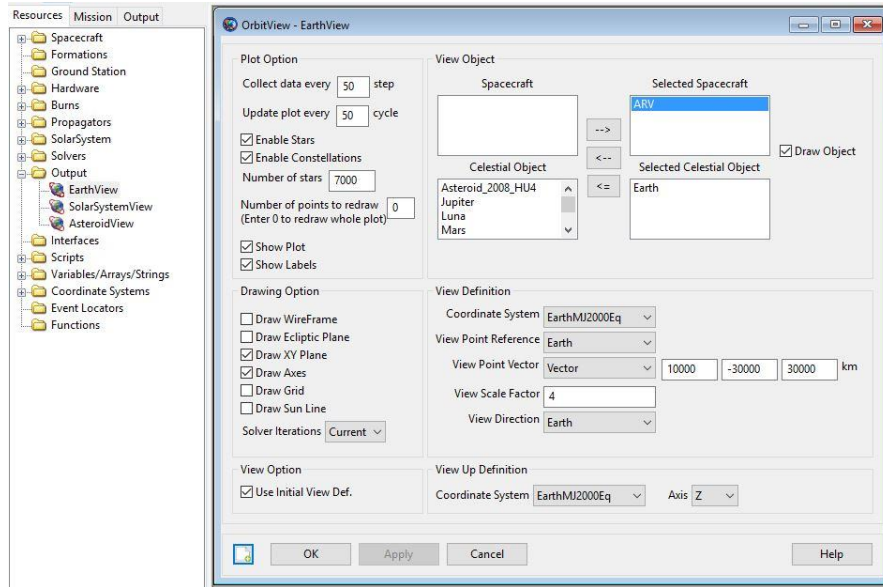 Resources Mission Output
Spacecraft
Formations
Ground Station
Hardware
Burns
Propagators
SolarSystem
Solvers
Output
EarthView
SolarSystemView
AsteroidView
Interfaces
Scripts
Variables/Arrays/Strings
Coordinate Systems
Event Locators
Functions
OrbitView - EarthView
Plot Option
Collect data every 50 step
Update plot every 50 cycle
Enable Stars
Enable Constellations
Number of stars 7000
Number of points to redraw 0
(Enter 0 to redraw whole plot)
Show Plot
Show Labels
View Object
Spacecraft
Selected Spacecraft
ARV
-->
<--
<=
Draw Object
Celestial Object
Asteroid_2008_HU4
Jupiter
Luna
Mars
Selected Celestial Object
Earth
Drawing Option
Draw WireFrame
Draw Ecliptic Plane
Draw XY Plane
Draw Axes
Draw Grid
Draw Sun Line
Solver Iterations Current
View Definition
Coordinate System EarthMJ2000Eq
View Point Reference Earth
View Point Vector Vector 10000 -30000 30000 km
View Scale Factor 4
View Direction Earth
View Option
Use Initial View Def.
View Up Definition
Coordinate System EarthMJ2000Eq Axis Z
OK Apply Cancel Help